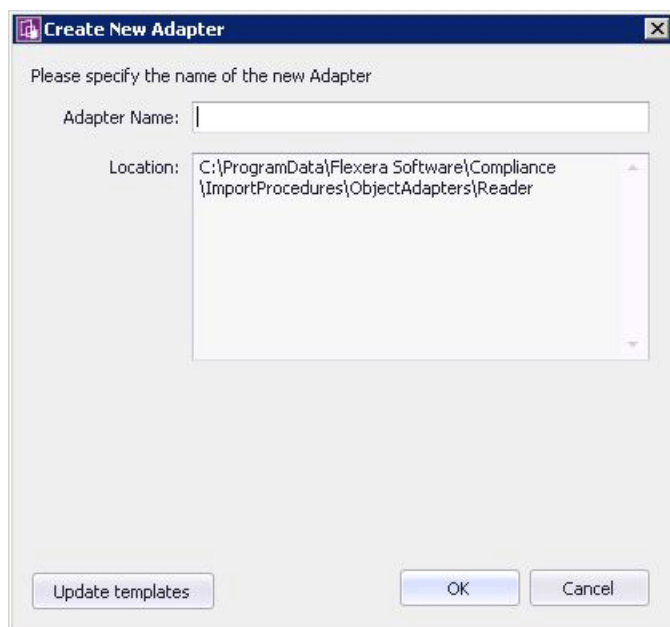 Create New Adapter
Please specify the name of the new Adapter
Adapter Name:
Location:
C:\ProgramData\Flexera Software\Compliance
\ImportProcedures\ObjectAdapters\Reader
Update templates
OK
Cancel